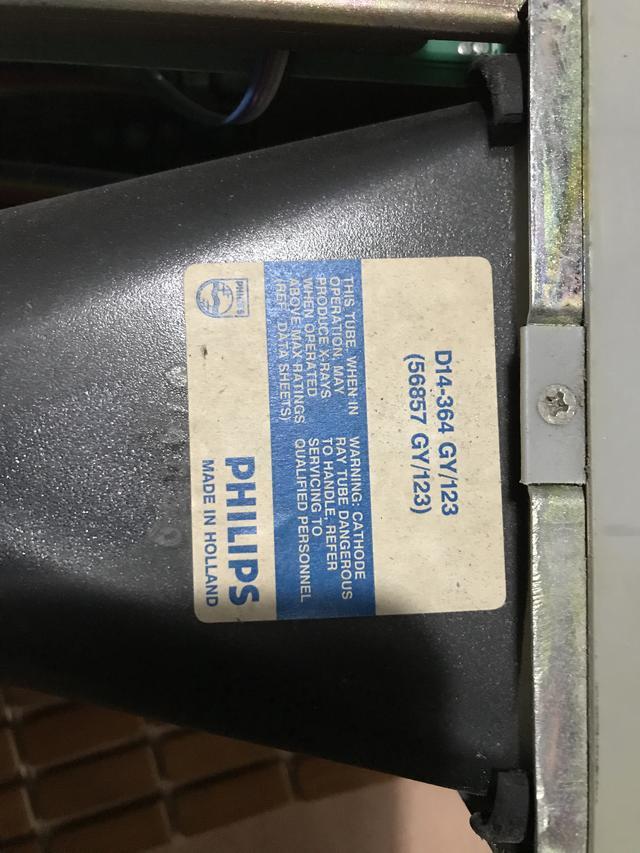 D14-364 GY/123
(56857 GY/123)
THIS TUBE, WHEN IN
OPERATION, MAY
PRODUCE X-RAYS
WHEN OPERATED
ABOVE MAX RATINGS
(REF. DATA SHEETS)
WARNING: CATHODE
RAY TUBE DANGEROUS
TO HANDLE, REFER
SERVICING TO
QUALIFIED PERSONNEL
PHILIPS
PHILIPS
MADE IN HOLLAND